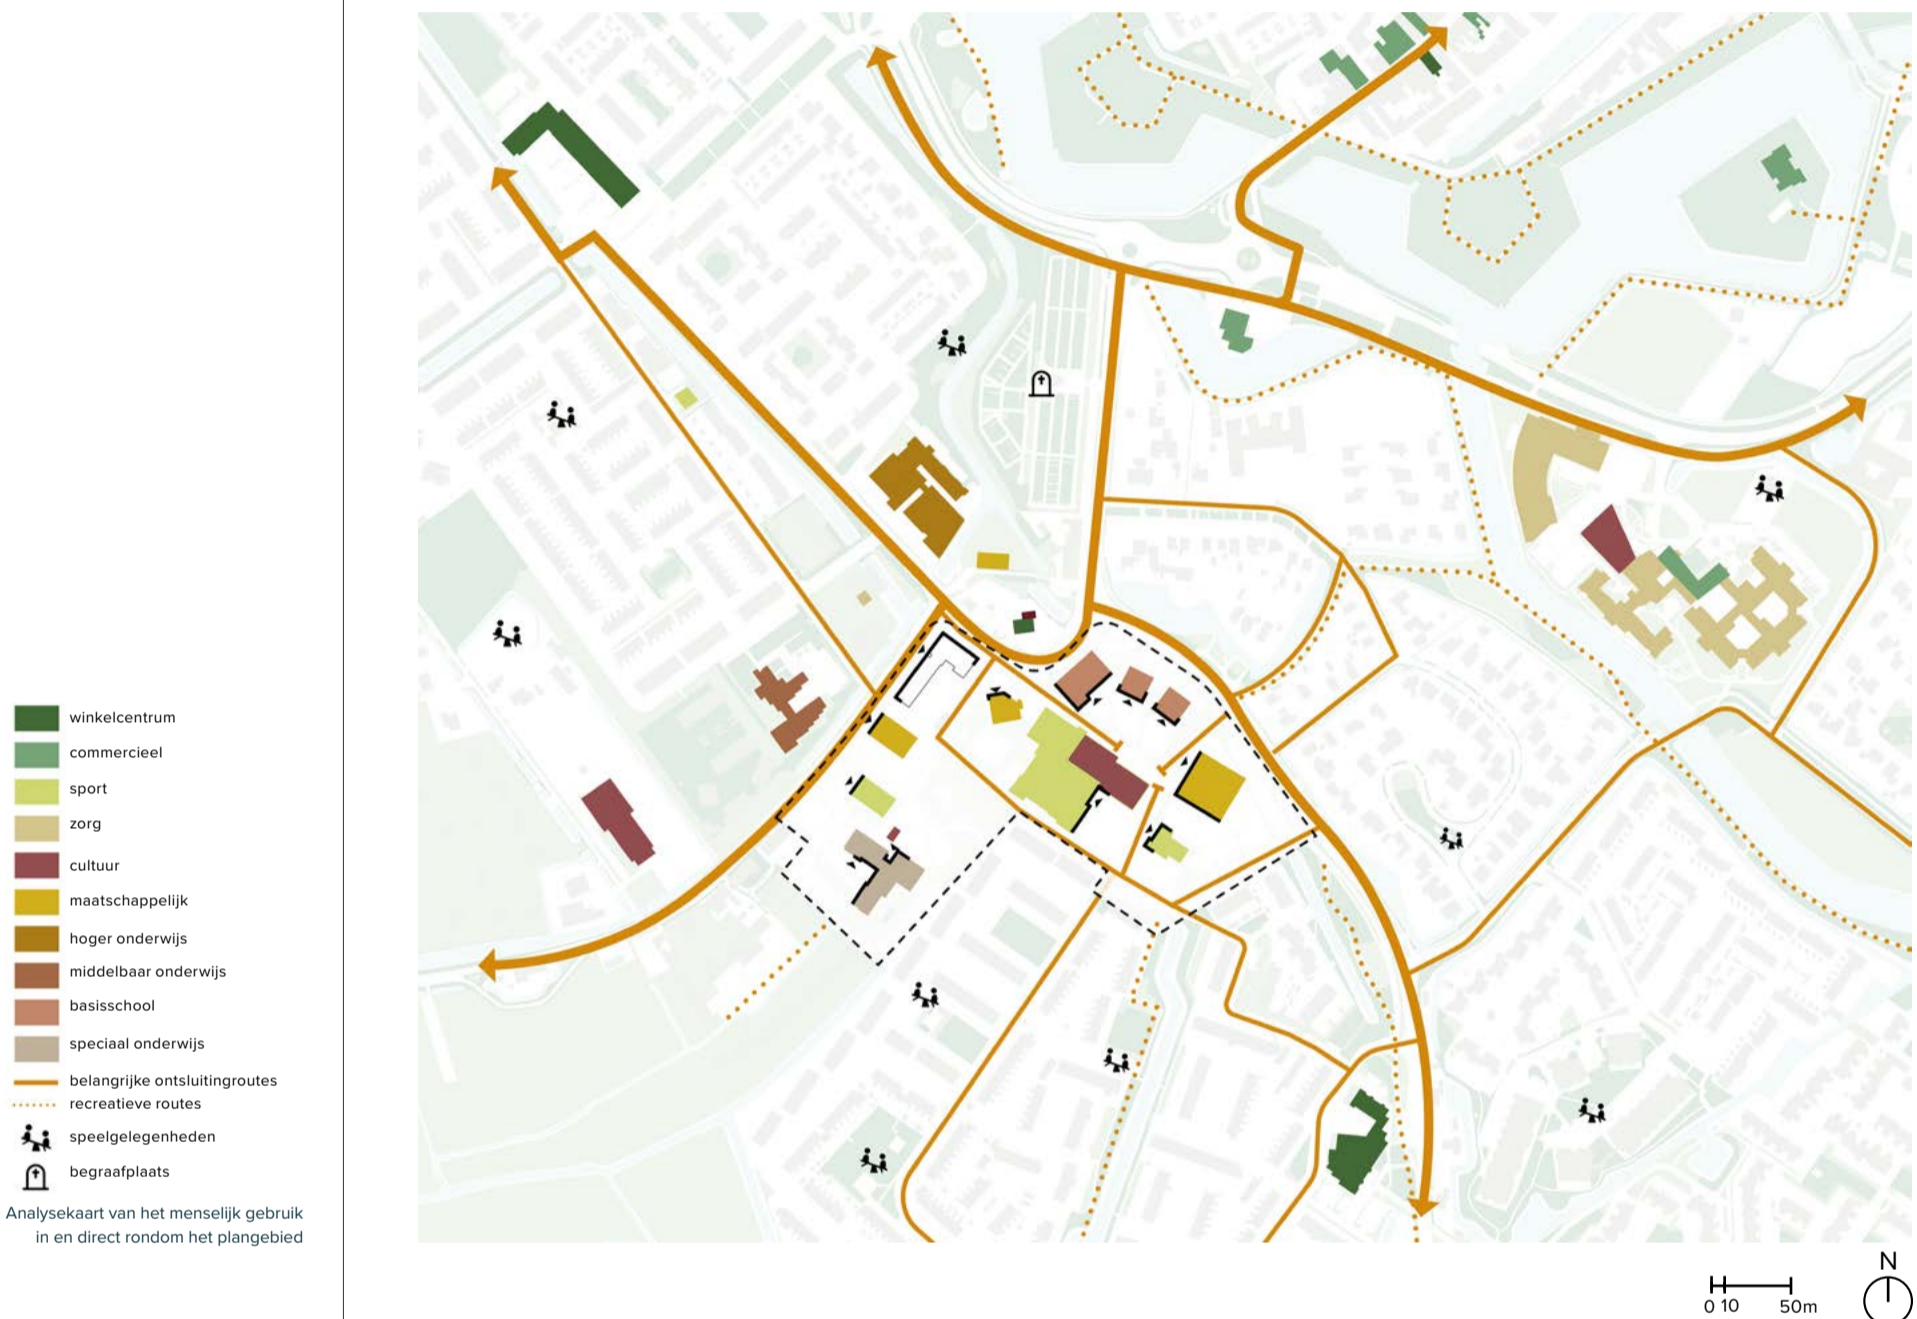 winkelcentrum
commercieel
sport
zorg
cultuur
maatschappelijk
hoger onderwijs
middelbaar onderwijs
basisschool
speciaal onderwijs
belangrijke ontsluitingroutes
recreatieve routes
speelgelegenheden
begraafplaats
Analysekaart van het menselijk gebruik
in en direct rondom het plangebied
N
0 10 50m